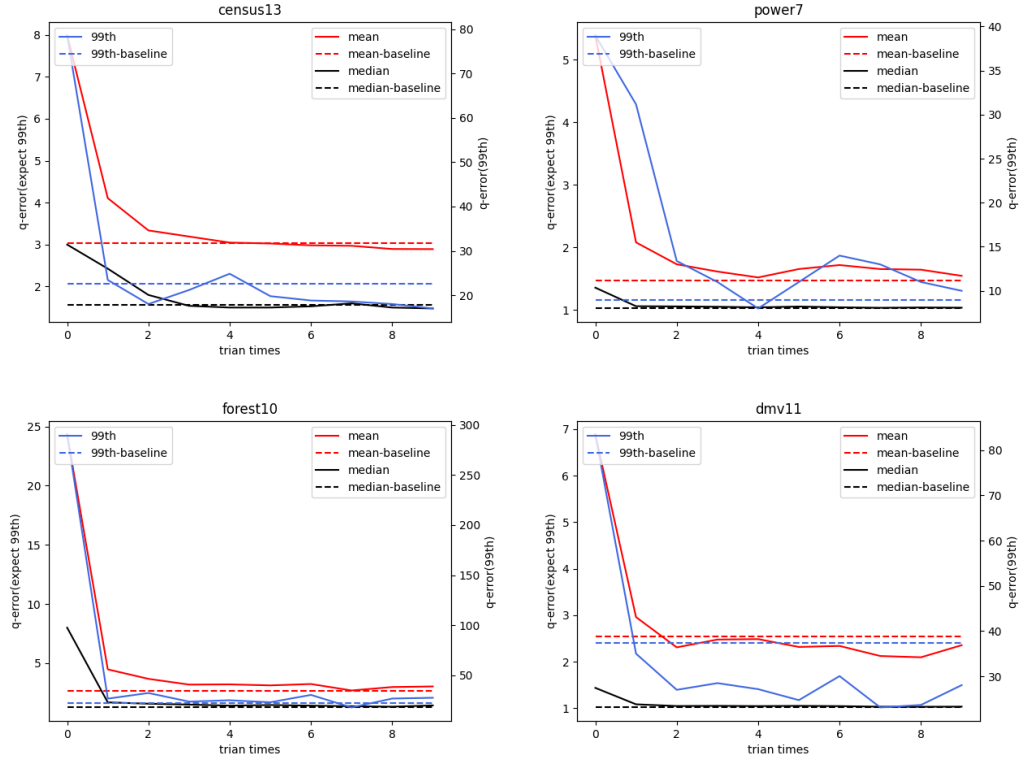 census13
99th
99th-baseline
mean
mean-baseline
median
median-baseline
q-error(expect 99th)
8
7
6
5
4
3
2
80
70
60
50
40
30
20
q-error(99th)
0 2 4 6 8
trian times
power7
99th
99th-baseline
mean
mean-baseline
median
median-baseline
q-error(expect 99th)
5
4
3
2
1
40
35
30
25
20
15
10
q-error(99th)
0 2 4 6 8
trian times
forest10
99th
99th-baseline
mean
mean-baseline
median
median-baseline
q-error(expect 99th)
25
20
15
10
5
300
250
200
150
100
50
q-error(99th)
0 2 4 6 8
trian times
dmv11
99th
99th-baseline
mean
mean-baseline
median
median-baseline
q-error(expect 99th)
7
6
5
4
3
2
1
80
70
60
50
40
30
q-error(99th)
0 2 4 6 8
trian times